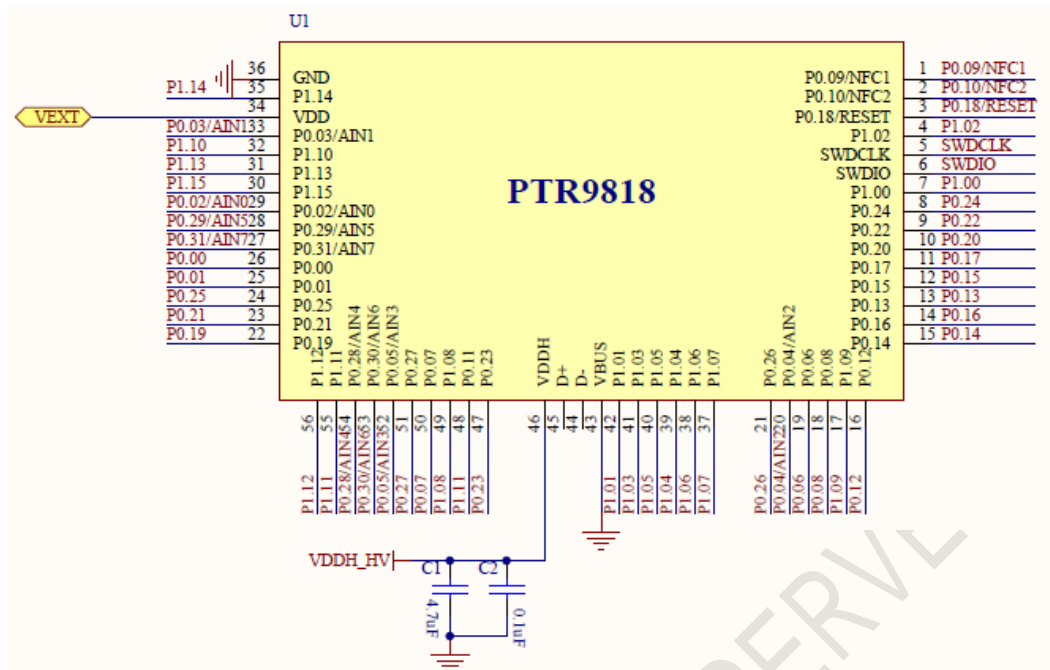 U1
PTR9818
36 GND
P1.14 35 P1.14
VEXT 34 VDD
P0.03/AIN1 33 P0.03/AIN1
P1.10 32 P1.10
P1.13 31 P1.13
P1.15 30 P1.15
P0.02/AIN0 29 P0.02/AIN0
P0.29/AIN5 28 P0.29/AIN5
P0.31/AIN7 27 P0.31/AIN7
P0.00 26 P0.00
P0.01 25 P0.01
P0.25 24 P0.25
P0.21 23 P0.21
P0.19 22 P0.19
P0.09/NFC1 1 P0.09/NFC1
P0.10/NFC2 2 P0.10/NFC2
P0.18/RESET 3 P0.18/RESET
P1.02 4 P1.02
SWDCLK 5 SWDCLK
SWDIO 6 SWDIO
P1.00 7 P1.00
P0.24 8 P0.24
P0.22 9 P0.22
P0.20 10 P0.20
P0.17 11 P0.17
P0.15 12 P0.15
P0.13 13 P0.13
P0.16 14 P0.16
P0.14 15 P0.14
P1.12 56 P1.12
P1.11 55 P1.11
P0.28/AIN4 54 P0.28/AIN4
P0.30/AIN6 53 P0.30/AIN6
P0.05/AIN3 52 P0.05/AIN3
P0.27 51 P0.27
P0.07 50 P0.07
P1.08 49 P1.08
P0.11 48 P1.11
P0.23 47 P0.23
VDDH 46
D+ 45
D- 44
VBUS 43
P1.01 42 P1.01
P1.03 41 P1.03
P1.05 40 P1.05
P1.04 39 P1.04
P1.06 38 P1.06
P1.07 37 P1.07
P0.26 21 P0.26
P0.04/AIN2 20 P0.04/AIN2
P0.06 19 P0.06
P0.08 18 P0.08
P1.09 17 P1.09
P0.12 16 P0.12
VDDH_HV
C1
4.7uF
C2
0.1uF